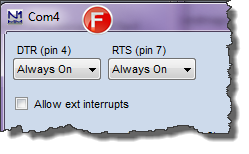 Com4
F
DTR (pin 4) RTS (pin 7)
Always On Always On
Allow ext interrupts